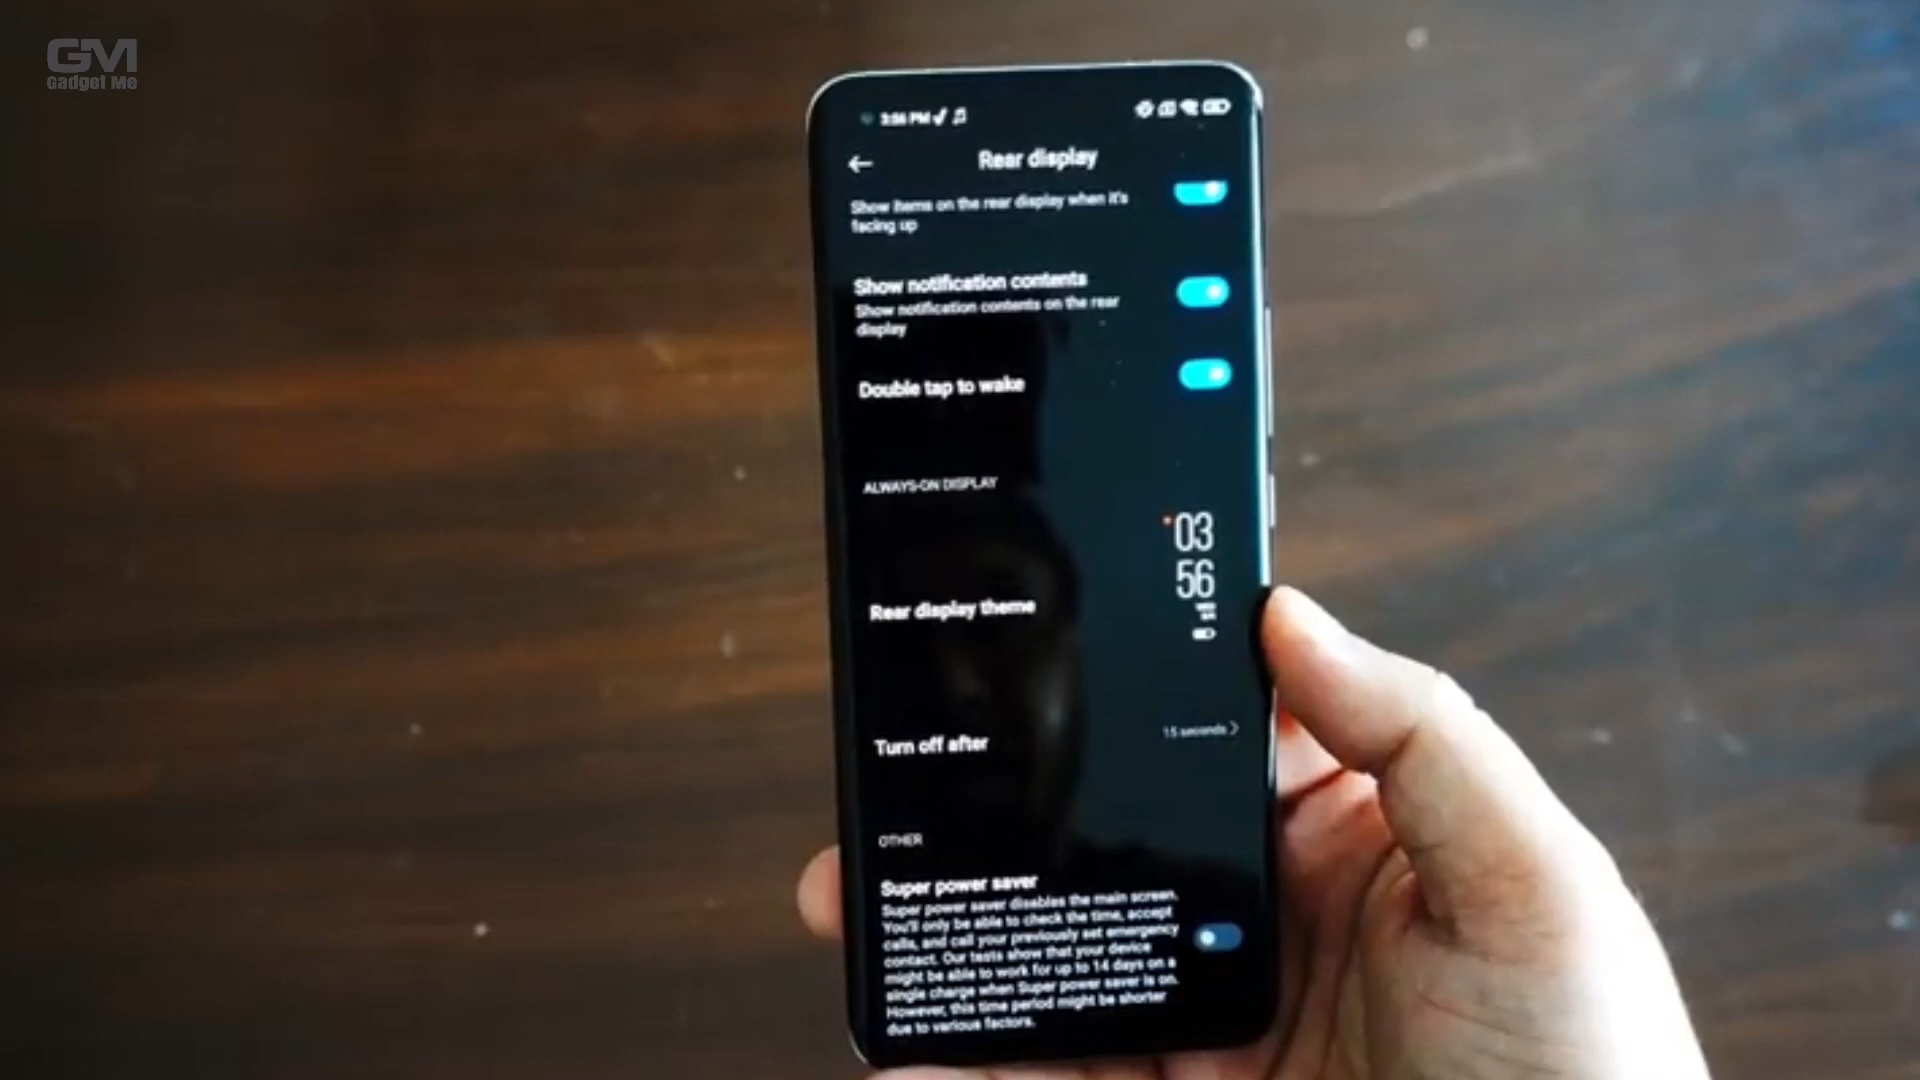 GM
Gadget Me
3:56 PM
Rear display
Show items on the rear display when it's
facing up
Show notification contents
Show notification contents on the rear
display
Double tap to wake
ALWAYS-ON DISPLAY
03
56
Rear display theme
Turn off after
15 seconds
OTHER
Super power saver
Super power saver disables the main screen.
You'll only be able to check the time, accept
calls, and call your previously set emergency
contact. Our tests show that your device
might be able to work for up to 14 days on a
single charge when Super power saver is on.
However, this time period might be shorter
due to various factors.